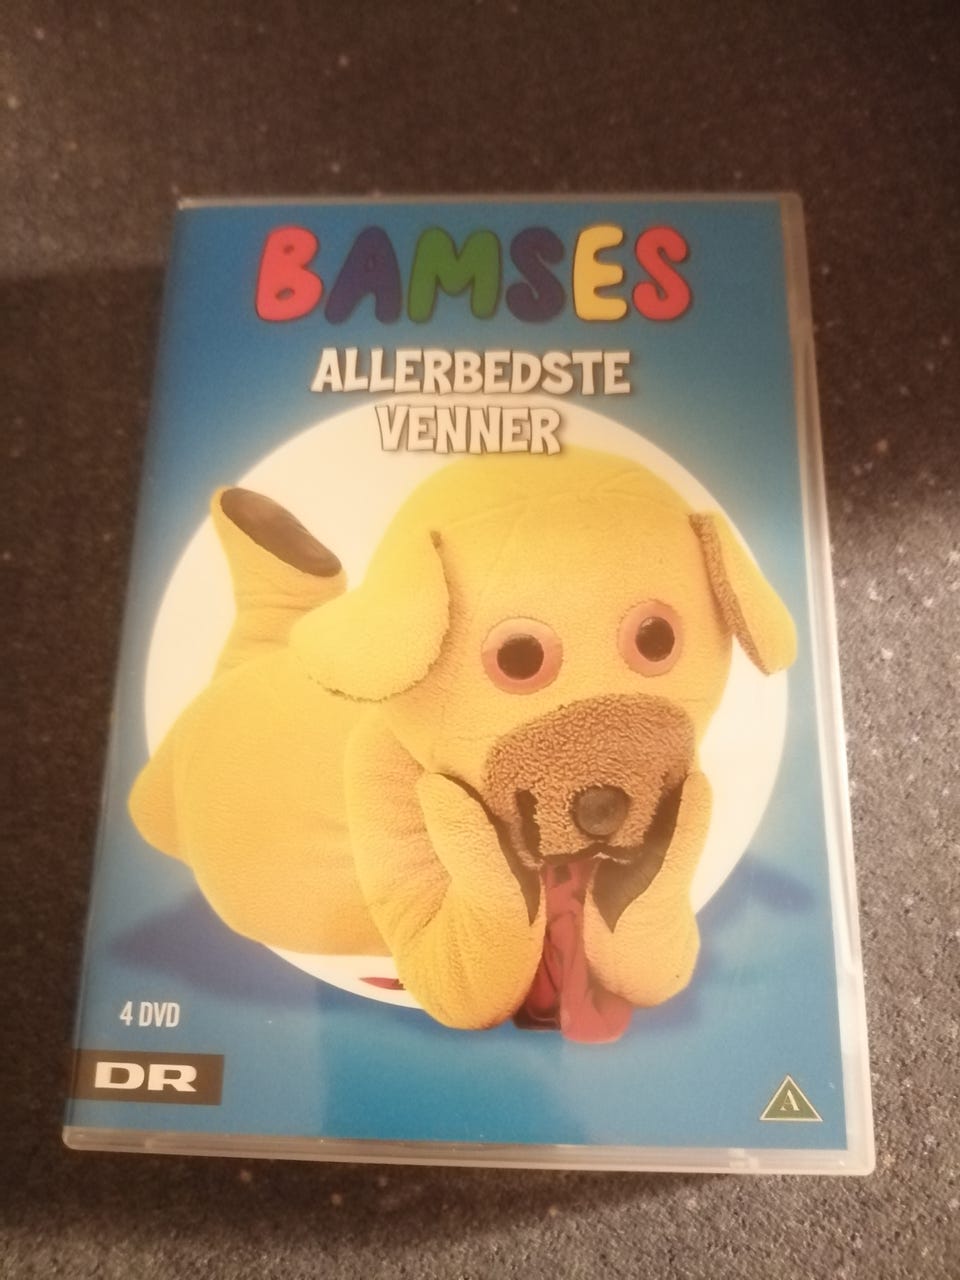 BAMSES
ALLERBEDSTE
VENNER
4 DVD
DR
A